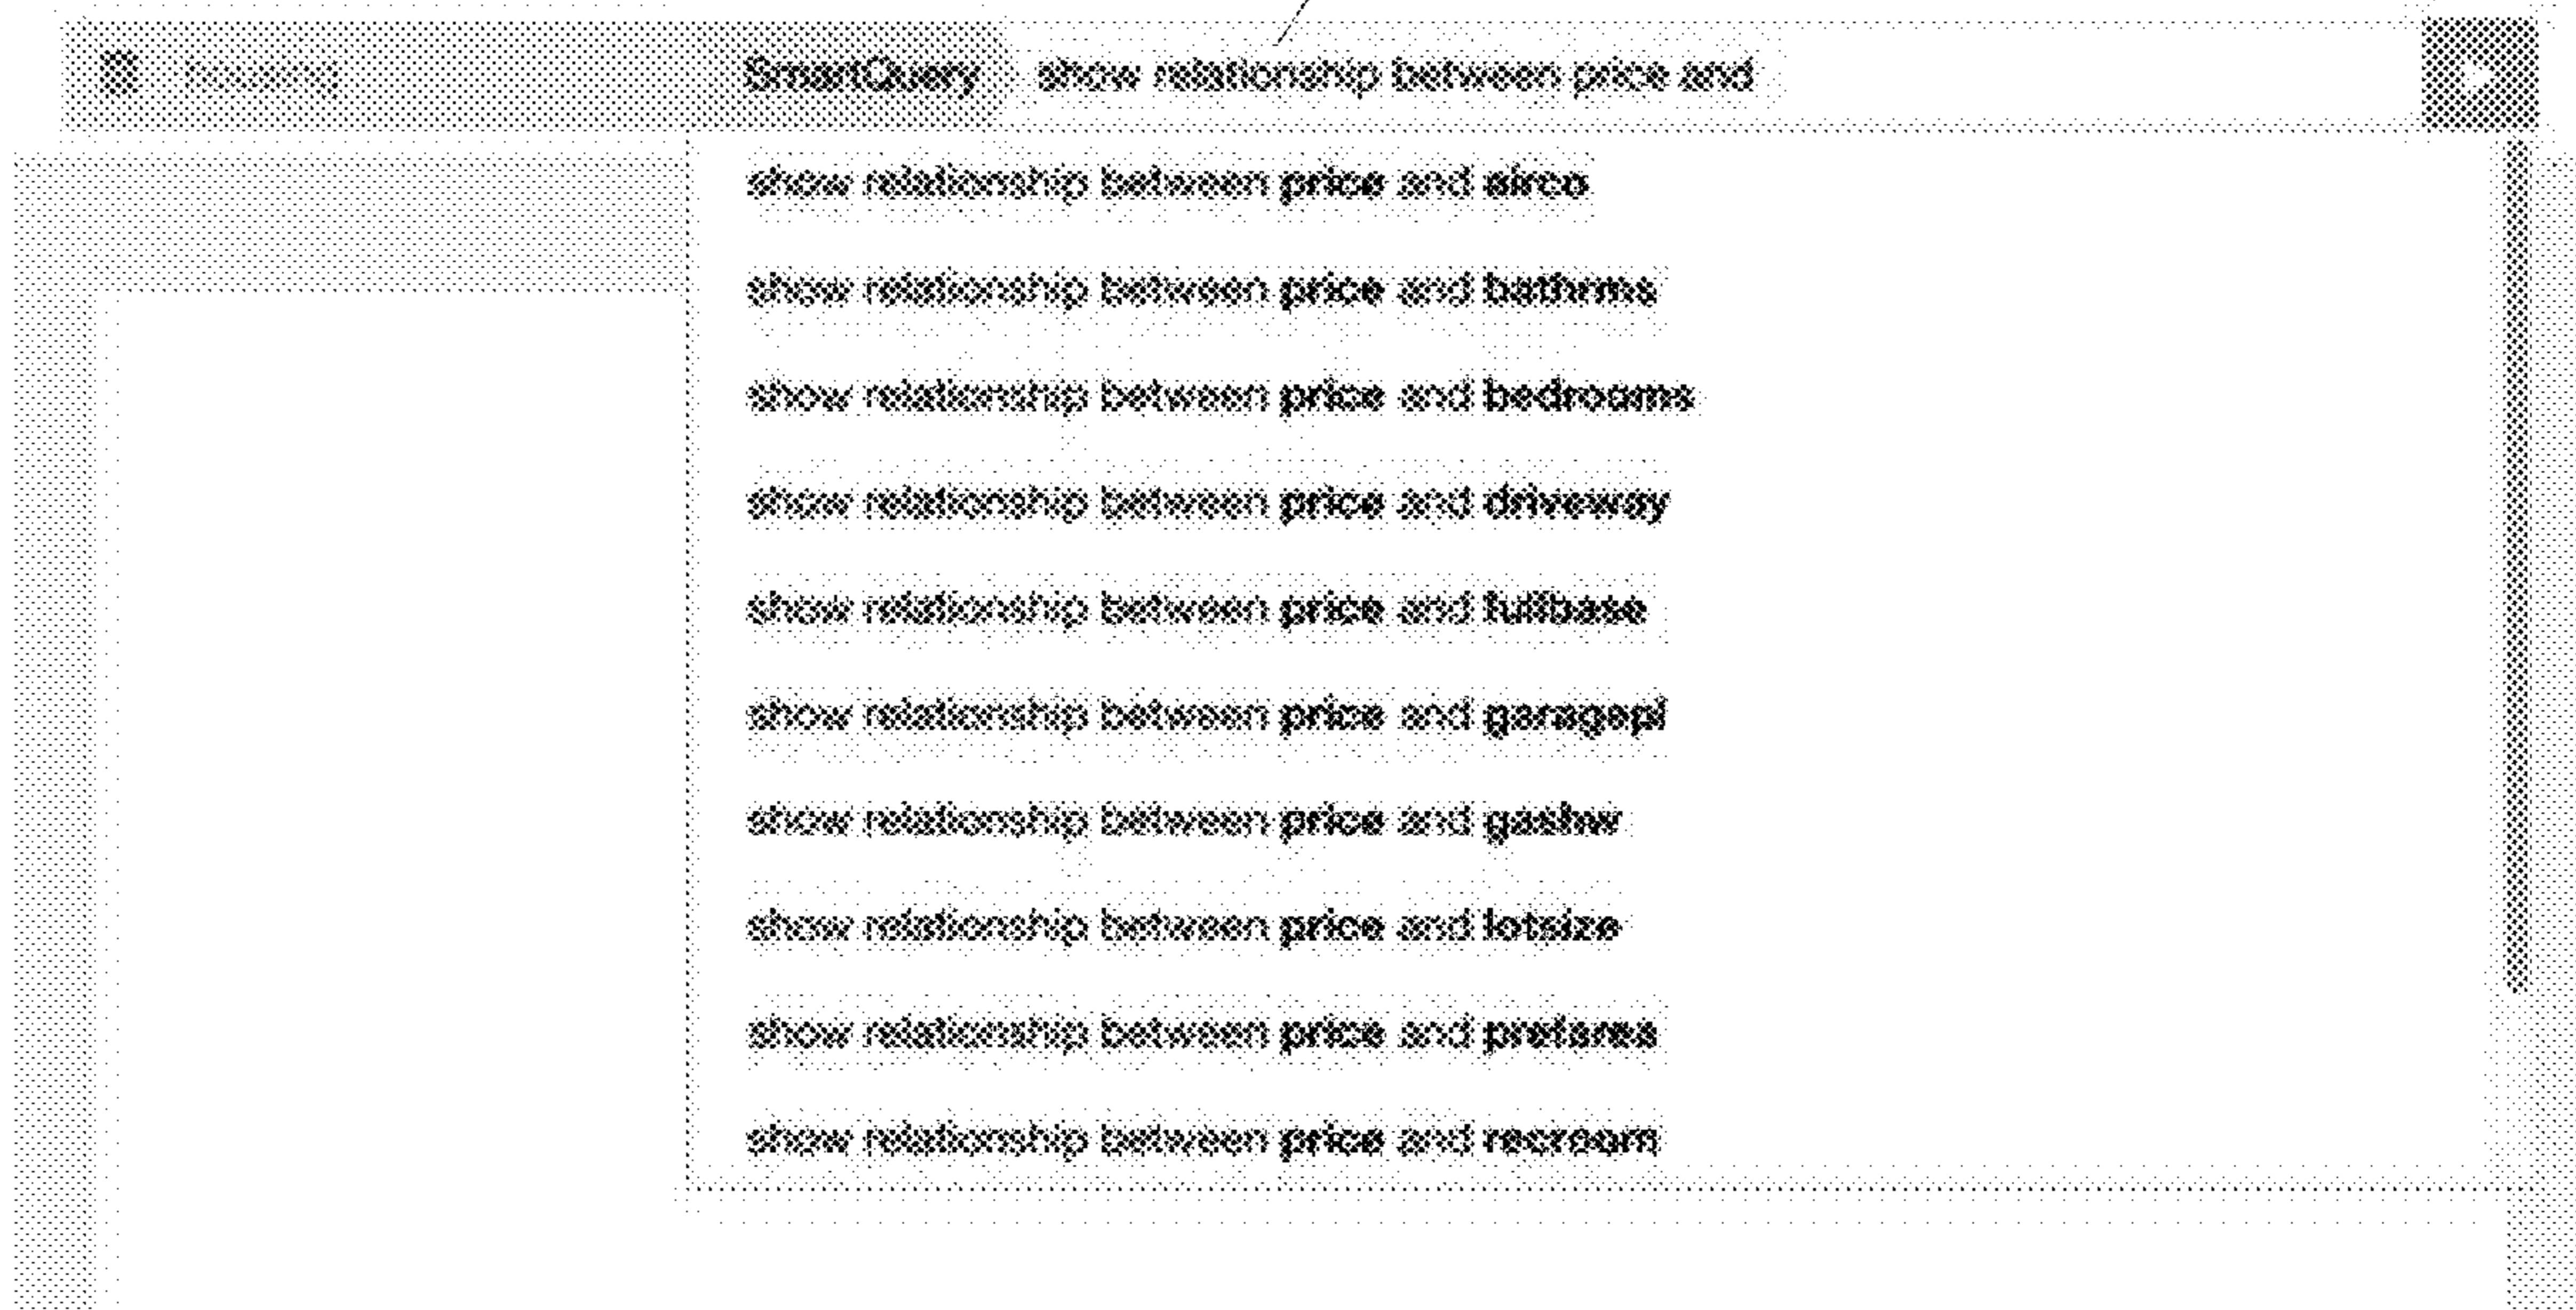 housing SmartQuery show relationship between price and
show relationship between price and airco
show relationship between price and bathrms
show relationship between price and bedrooms
show relationship between price and driveway
show relationship between price and fullbase
show relationship between price and garagepl
show relationship between price and gashw
show relationship between price and lotsize
show relationship between price and prefarea
show relationship between price and recroom